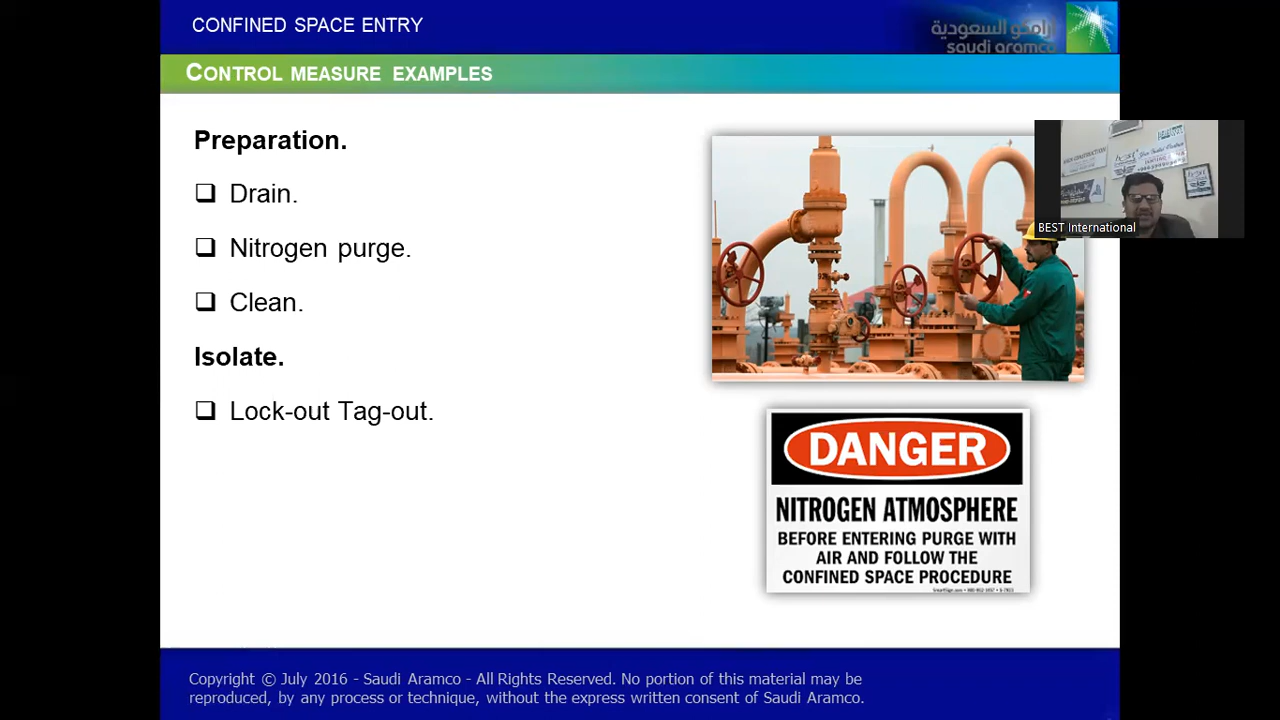 CONFINED SPACE ENTRY
أرامكو السعودية
saudi aramco
CONTROL MEASURE EXAMPLES
Preparation.
Drain.
Nitrogen purge.
Clean.
Isolate.
Lock-out Tag-out.
BEST International
DANGER
NITROGEN ATMOSPHERE
BEFORE ENTERING PURGE WITH
AIR AND FOLLOW THE
CONFINED SPACE PROCEDURE
Copyright © July 2016 - Saudi Aramco - All Rights Reserved. No portion of this material may be
reproduced, by any process or technique, without the express written consent of Saudi Aramco.